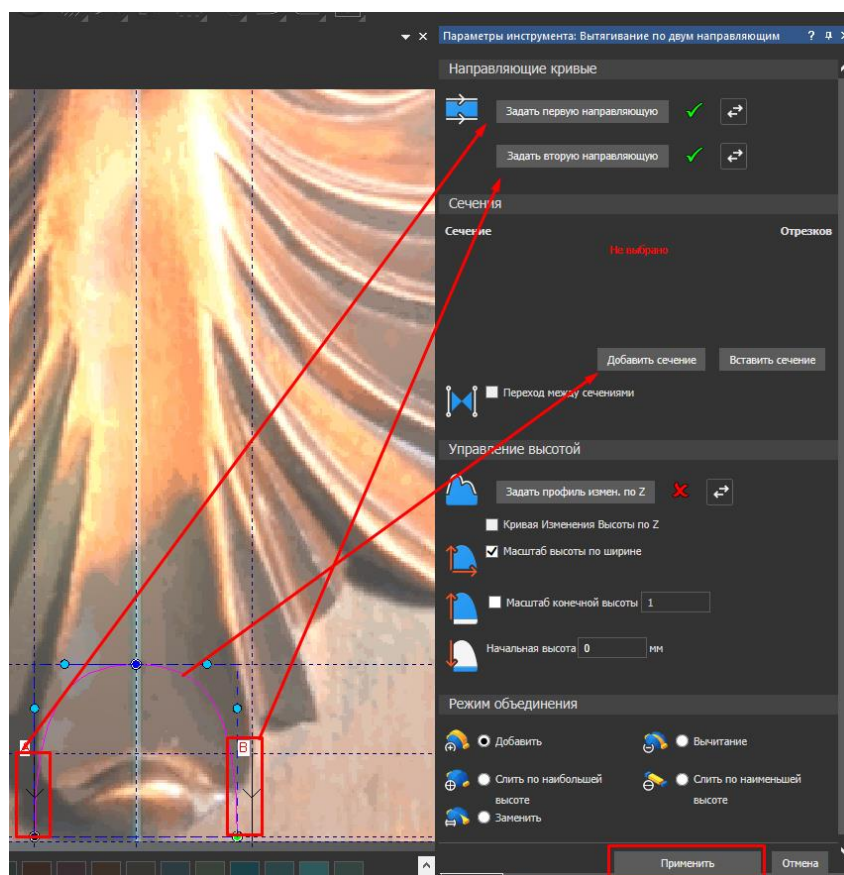 Параметры инструмента: Вытягивание по двум направляющим
Направляющие кривые
Задать первую направляющую
Задать вторую направляющую
Сечения
Сечение Отрезков
Не выбрано
Добавить сечение Вставить сечение
Переход между сечениями
Управление высотой
Задать профиль измен. по Z
Кривая Изменения Высоты по Z
Масштаб высоты по ширине
Масштаб конечной высоты 1
Начальная высота 0 мм
Режим объединения
Добавить Вычитание
Слить по наибольшей высоте
Слить по наименьшей высоте
Заменить
A
B
Применить Отмена